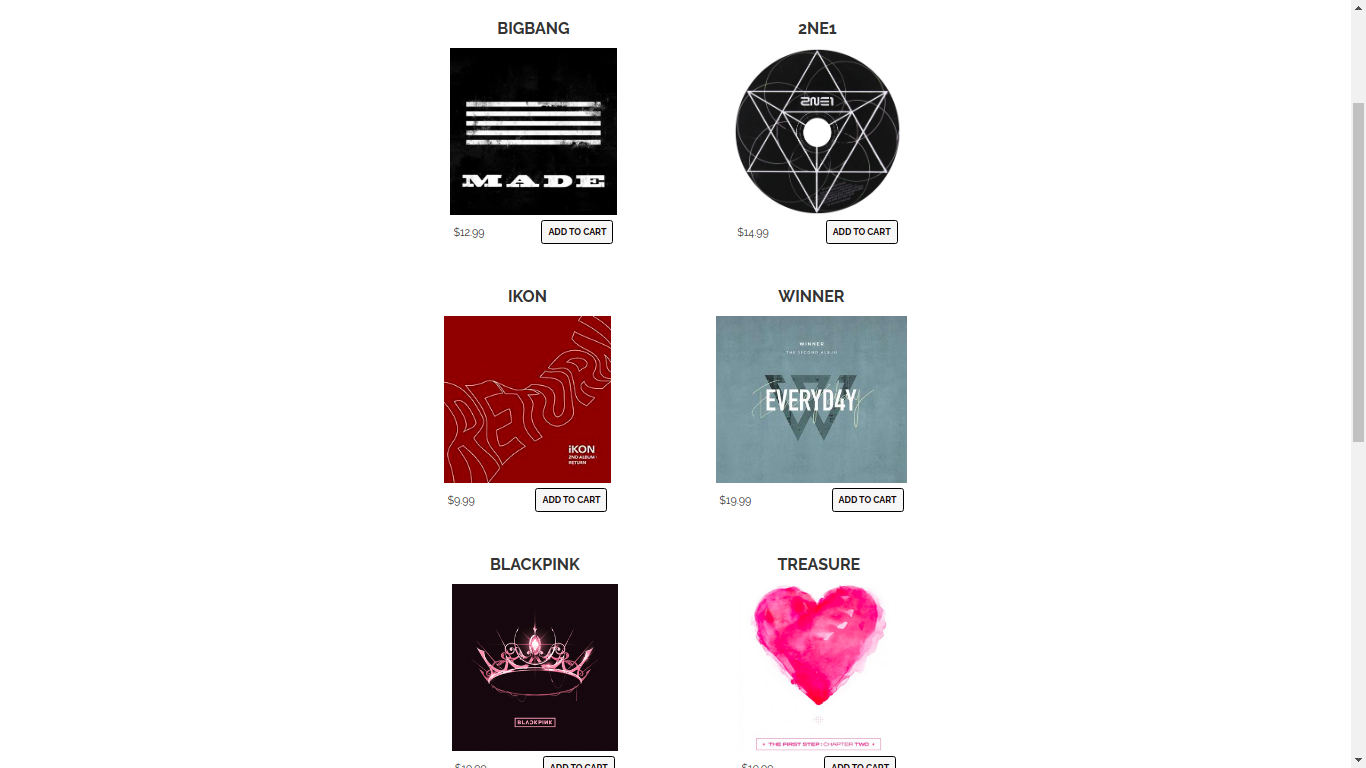 BIGBANG
MADE
$12.99
ADD TO CART
2NE1
2NE1
$14.99
ADD TO CART
IKON
RETURN
iKON
2ND ALBUM :
RETURN
$9.99
ADD TO CART
WINNER
WINNER
THE SECOND ALBUM
EVERYD4Y
$19.99
ADD TO CART
BLACKPINK
BLACKPINK
ADD TO CART
TREASURE
THE FIRST STEP : CHAPTER TWO
ADD TO CART